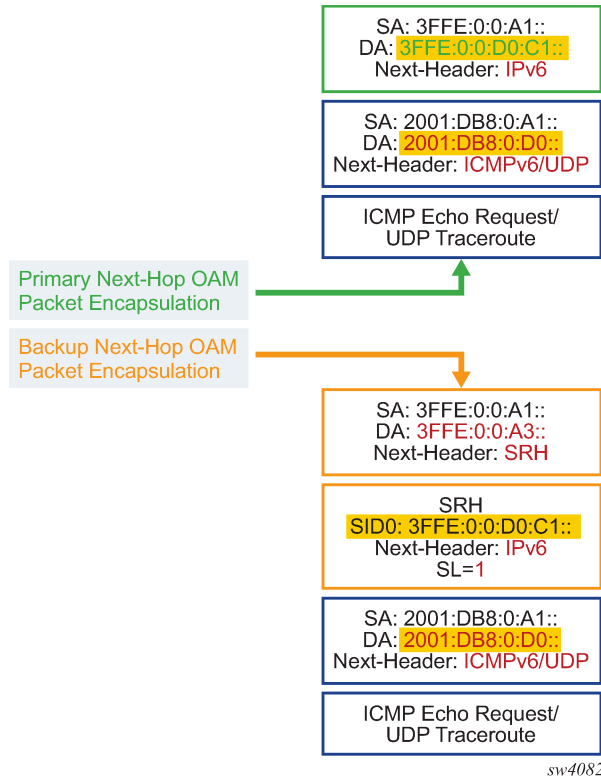 SA: 3FFE:0:0:A1::
DA: 3FFE:0:0:D0:C1::
Next-Header: IPv6
SA: 2001:DB8:0:A1::
DA: 2001:DB8:0:D0::
Next-Header: ICMPv6/UDP
ICMP Echo Request/
UDP Traceroute
Primary Next-Hop OAM
Packet Encapsulation
Backup Next-Hop OAM
Packet Encapsulation
SA: 3FFE:0:0:A1::
DA: 3FFE:0:0:A3::
Next-Header: SRH
SRH
SID0: 3FFE:0:0:D0:C1::
Next-Header: IPv6
SL=1
SA: 2001:DB8:0:A1::
DA: 2001:DB8:0:D0::
Next-Header: ICMPv6/UDP
ICMP Echo Request/
UDP Traceroute
sw4082